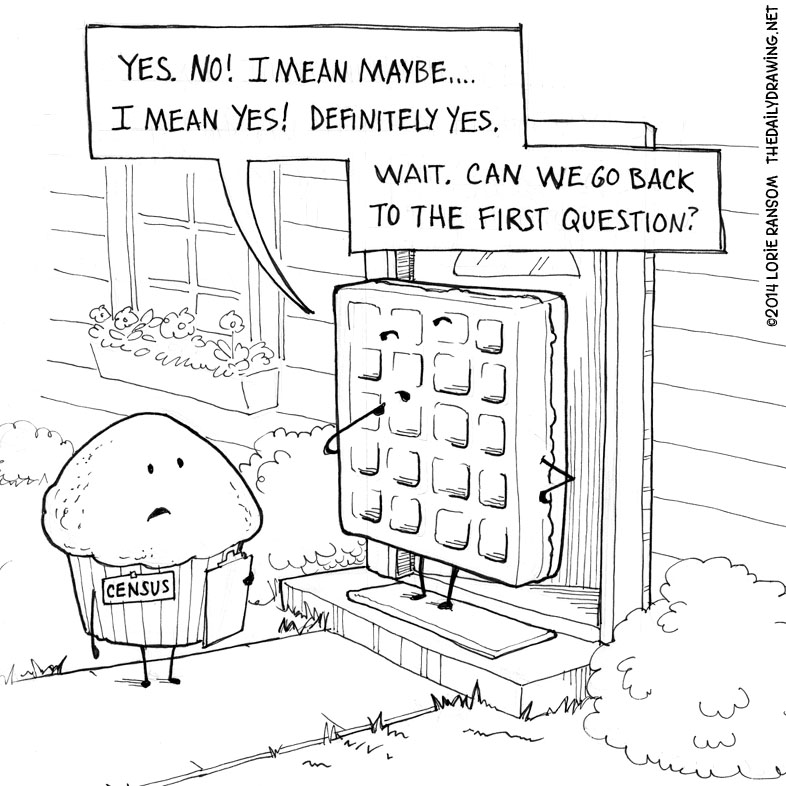 YES. NO! I MEAN MAYBE....
I MEAN YES! DEFINITELY YES.
WAIT. CAN WE GO BACK
TO THE FIRST QUESTION?
CENSUS
©2014 LORIE RANSOM THEDAILYDRAWING.NET